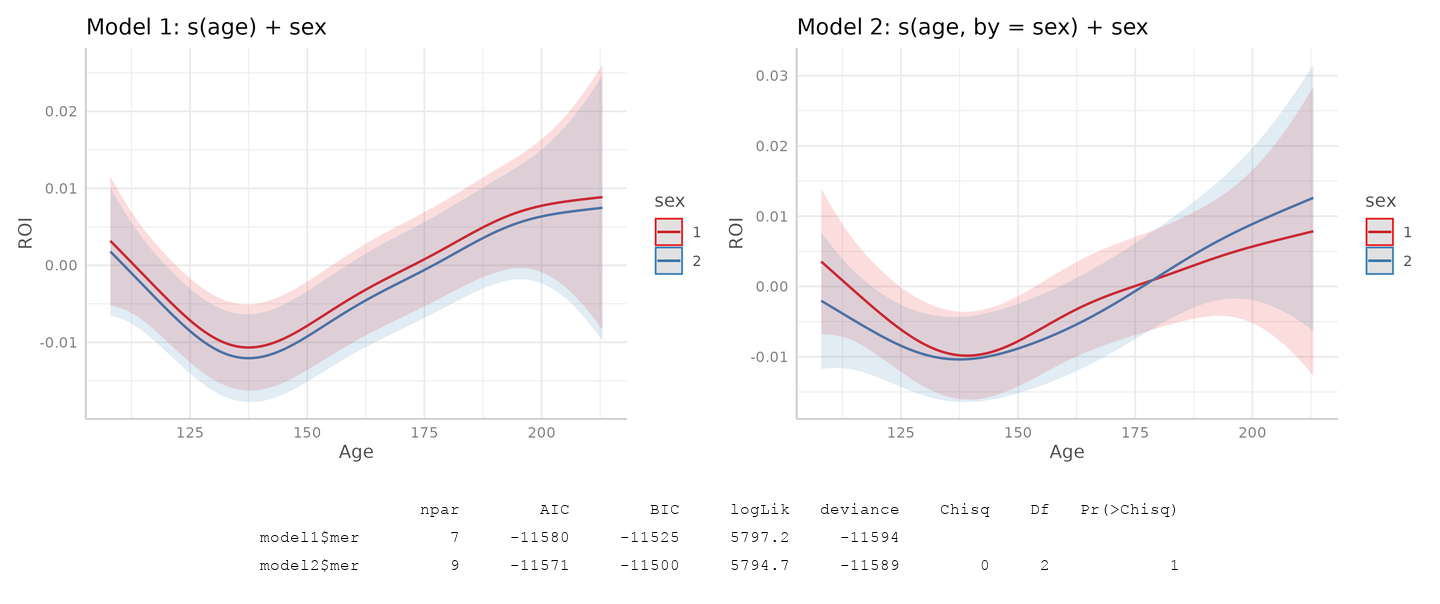 Model 1: s(age) + sex
0.02
0.01
0.00
-0.01
ROI
125 150 175 200
Age
sex
1
2
Model 2: s(age, by = sex) + sex
0.03
0.02
0.01
0.00
-0.01
ROI
125 150 175 200
Age
sex
1
2
npar AIC BIC logLik deviance Chisq Df Pr(>Chisq)
model1$mer 7 -11580 -11525 5797.2 -11594
model2$mer 9 -11571 -11500 5794.7 -11589 0 2 1